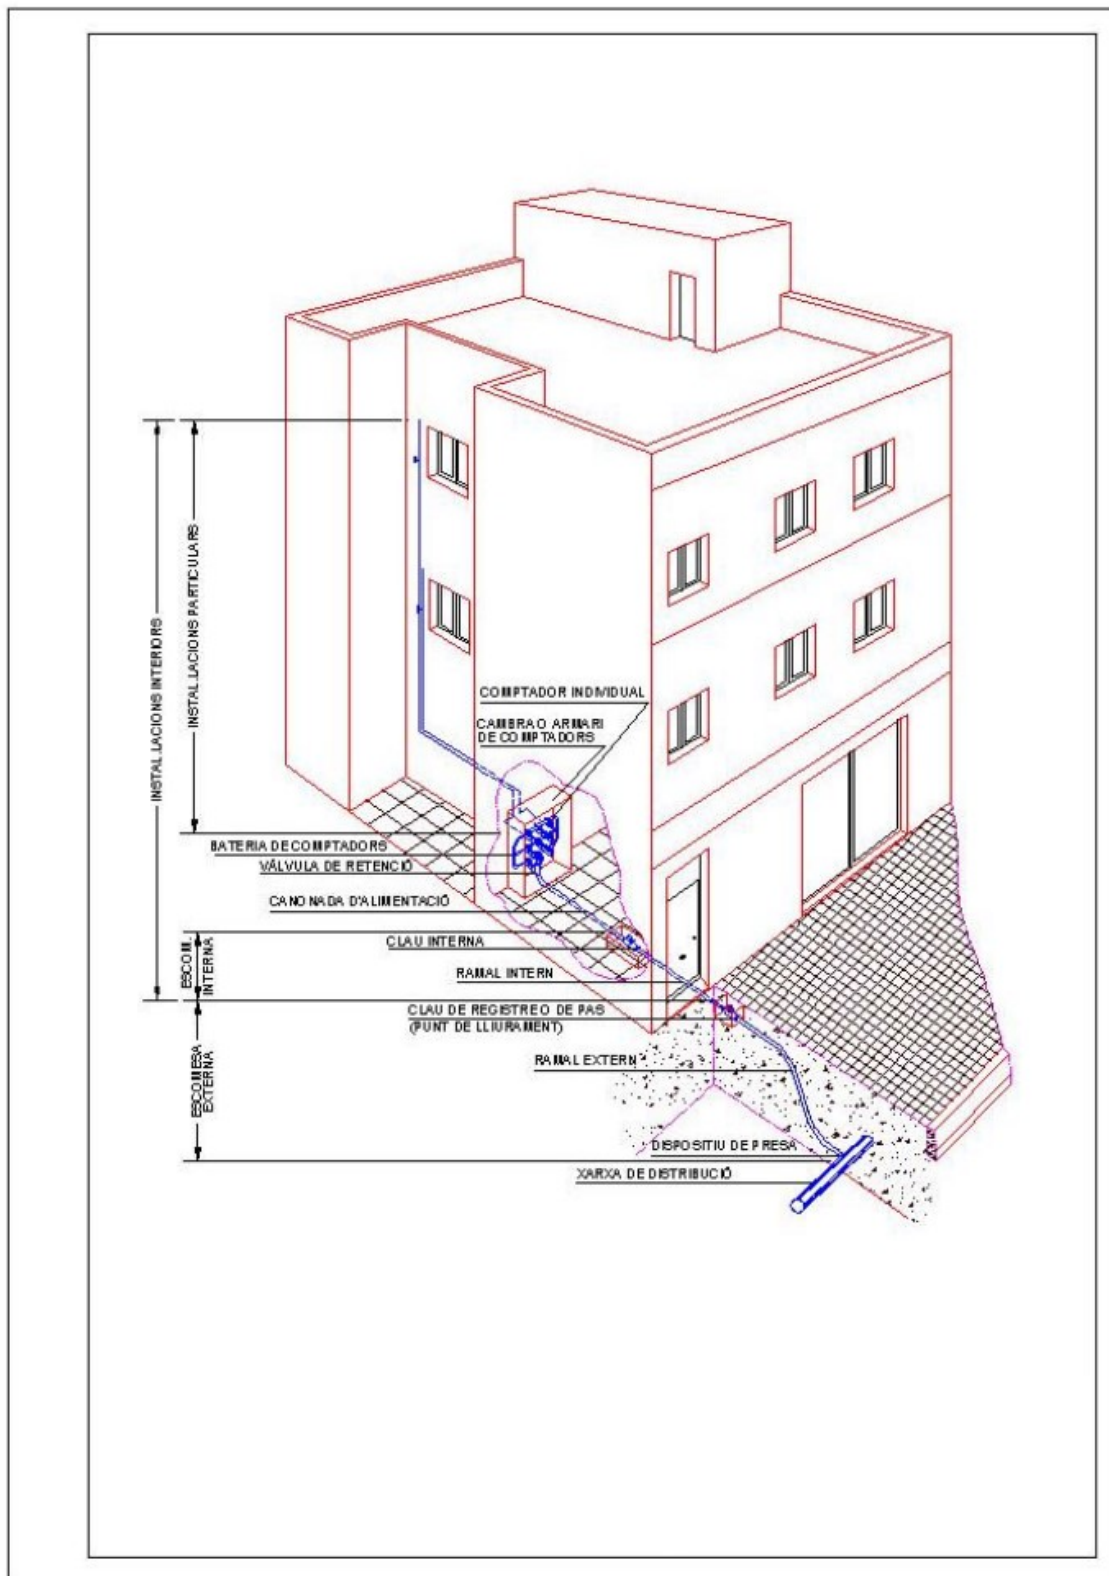 INSTAL.LACIONS INTERIORS
INSTAL.LACIONS PARTICULARS
COMPTADOR INDIVIDUAL
CAMBRA O ARMARI
DE COMPTADORS
BATERIA DE COMPTADORS
VÀLVULA DE RETENCIÓ
CANONADA D'ALIMENTACIÓ
CLAU INTERNA
ESCOM.
INTERNA
RAMAL INTERN
CLAU DE REGISTRE O DE PAS
(PUNT DE LLIURAMENT)
RAMAL EXTERN
ESCOMESA
EXTERNA
DISPOSITIU DE PRESA
XARXA DE DISTRIBUCIÓ